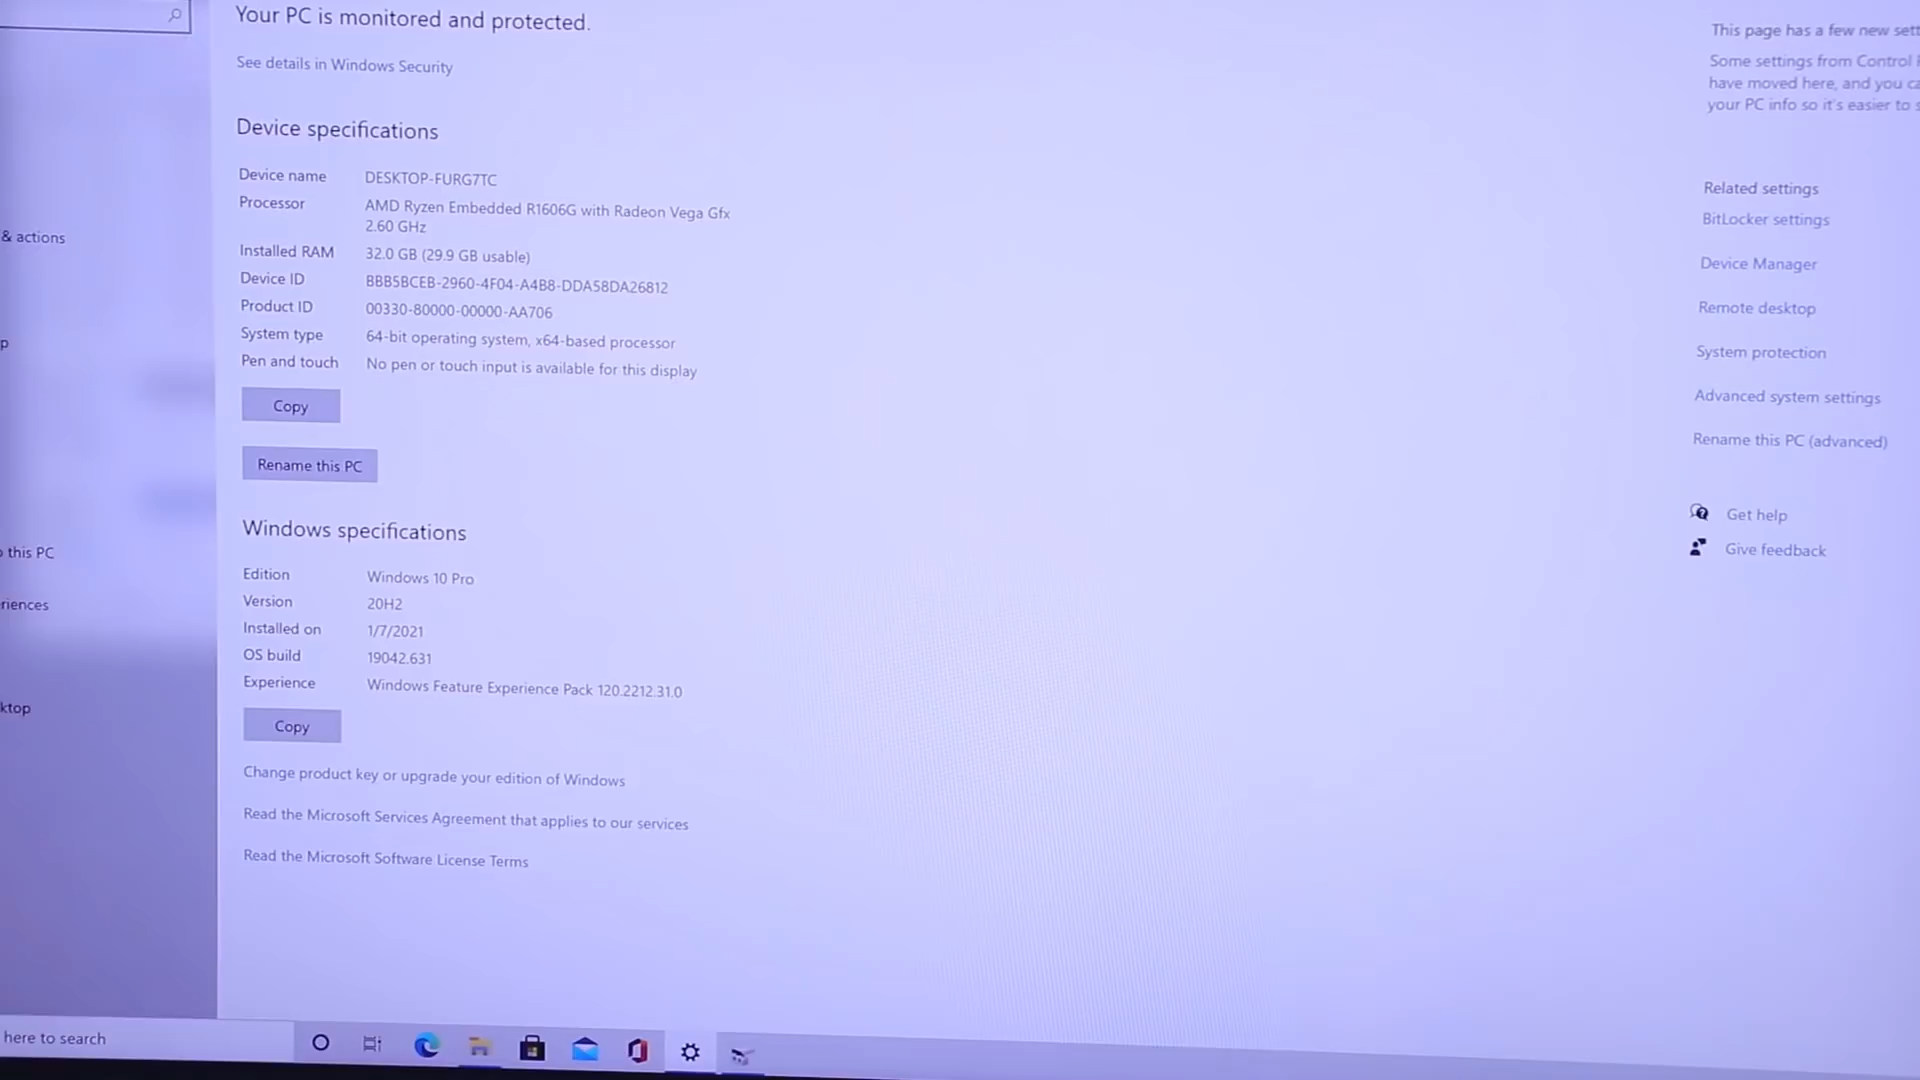 Your PC is monitored and protected.
See details in Windows Security
Device specifications
Device name DESKTOP-FURG7TC
Processor AMD Ryzen Embedded R1606G with Radeon Vega Gfx
2.60 GHz
Installed RAM 32.0 GB (29.9 GB usable)
Device ID BBB5BCEB-2960-4F04-A4B8-DDA58DA26812
Product ID 00330-80000-00000-AA706
System type 64-bit operating system, x64-based processor
Pen and touch No pen or touch input is available for this display
Copy
Rename this PC
Windows specifications
Edition Windows 10 Pro
Version 20H2
Installed on 1/7/2021
OS build 19042.631
Experience Windows Feature Experience Pack 120.2212.31.0
Copy
Change product key or upgrade your edition of Windows
Read the Microsoft Services Agreement that applies to our services
Read the Microsoft Software License Terms
& actions
p
this PC
riences
ktop
This page has a few new sett
Some settings from Control P
have moved here, and you ca
your PC info so it's easier to s
Related settings
BitLocker settings
Device Manager
Remote desktop
System protection
Advanced system settings
Rename this PC (advanced)
Get help
Give feedback
here to search